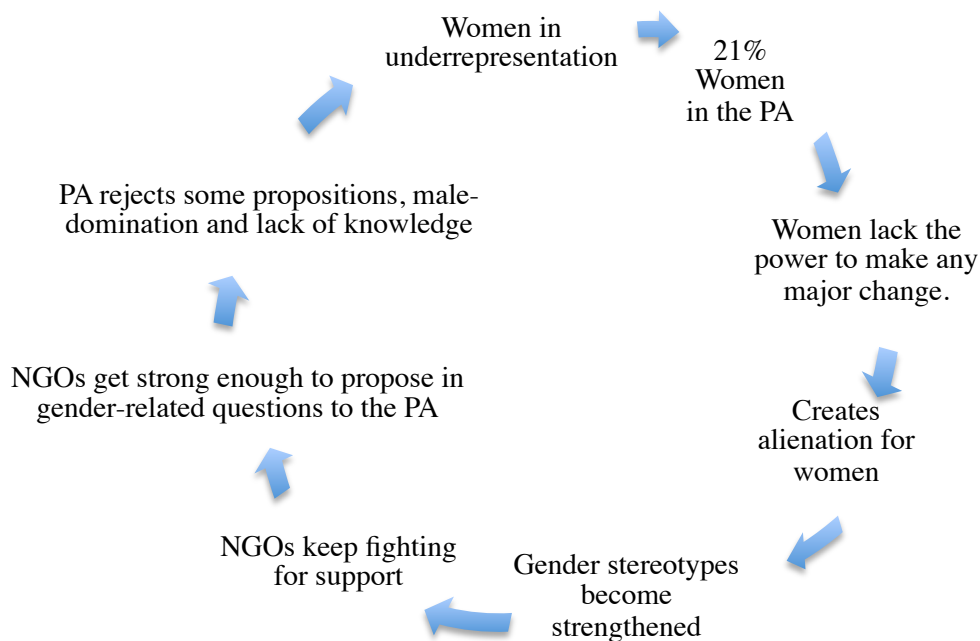 Women in
underrepresentation
21%
Women
in the PA
Women lack the
power to make any
major change.
Creates
alienation for
women
Gender stereotypes
become
strengthened
NGOs keep fighting
for support
NGOs get strong enough to propose in
gender-related questions to the PA
PA rejects some propositions, male-
domination and lack of knowledge